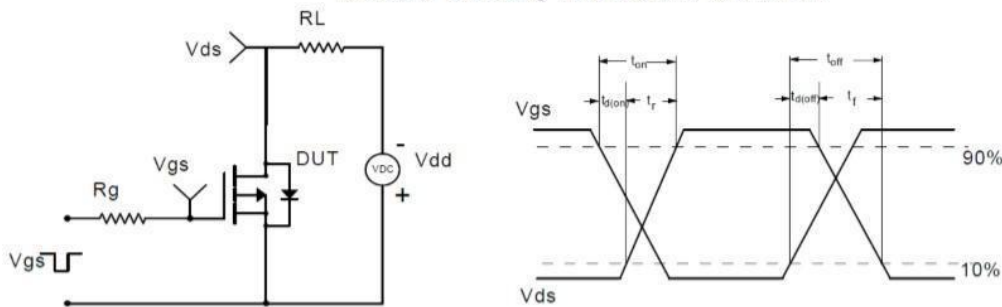 RL
Vds
Vgs
DUT
Rg
VDC
-
+
Vdd
Vgs
ton
toff
td(on)
tr
td(off)
tf
Vgs
90%
10%
Vds